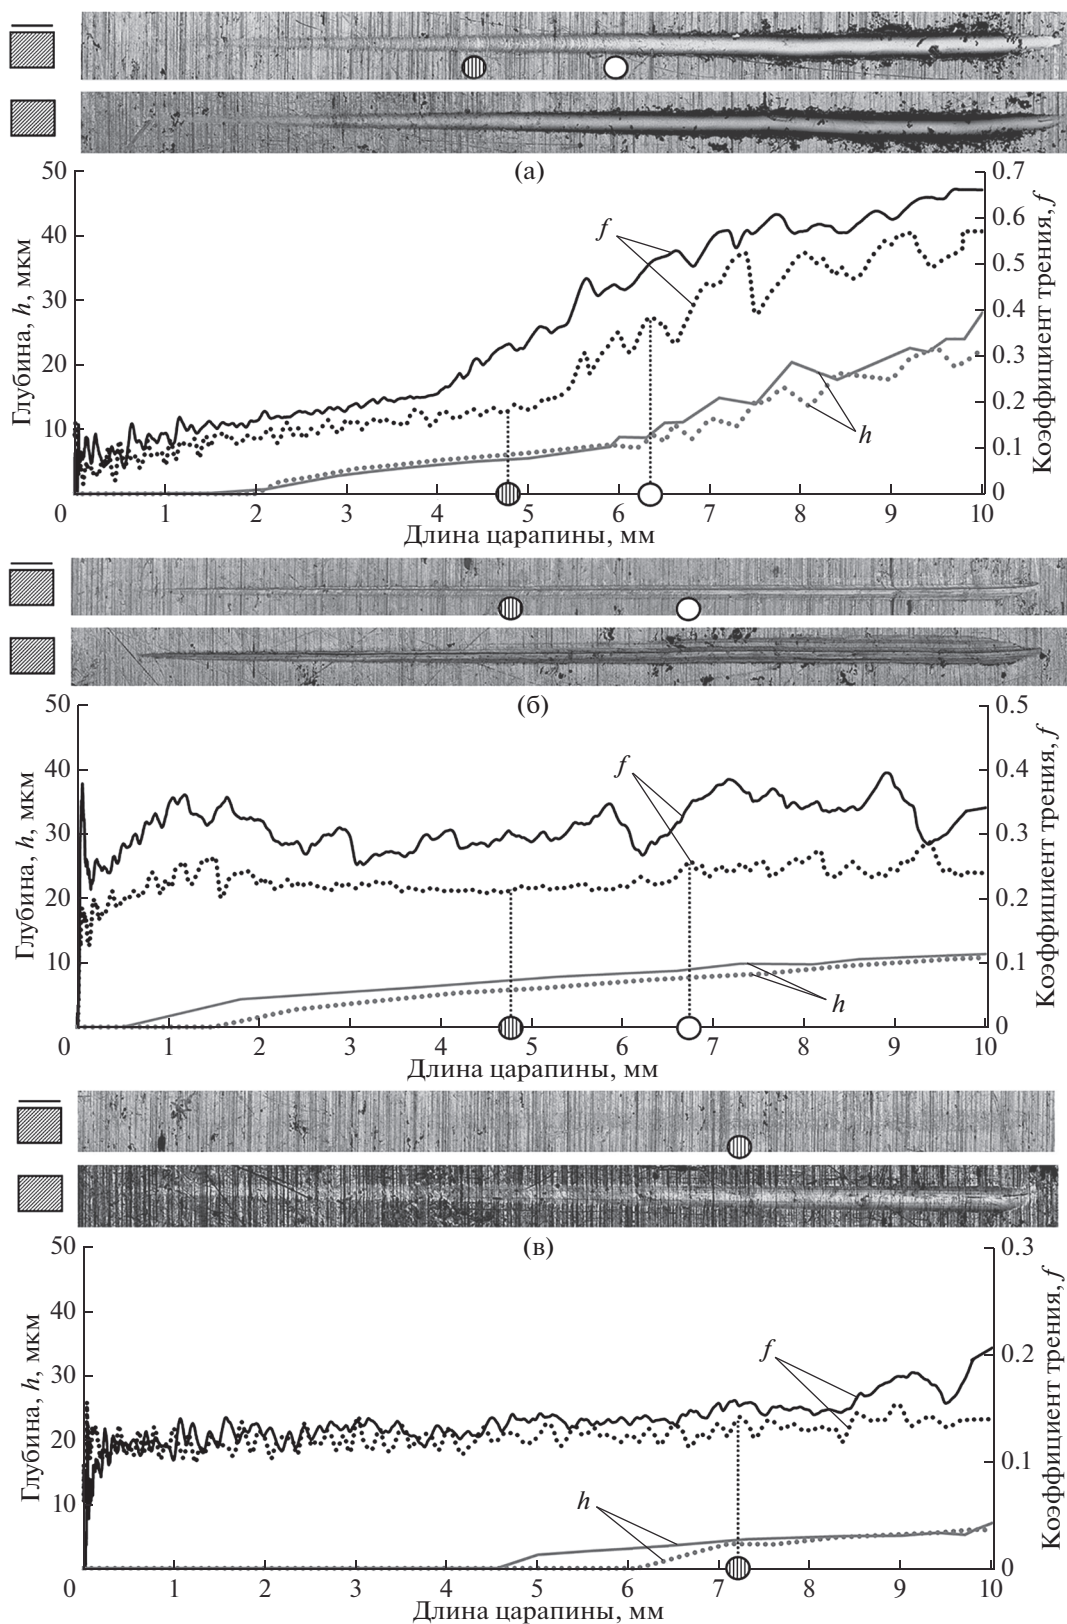 (а)
50
40
30
20
10
0
Глубина, h, мкм
0.7
0.6
0.5
0.4
0.3
0.2
0.1
0
Коэффициент трения, f
f
h
1 2 3 4 5 6 7 8 9 10
Длина царапины, мм
(б)
50
40
30
20
10
0
Глубина, h, мкм
0.5
0.4
0.3
0.2
0.1
0
Коэффициент трения, f
f
h
1 2 3 4 5 6 7 8 9 10
Длина царапины, мм
(в)
50
40
30
20
10
0
Глубина, h, мкм
0.3
0.2
0.1
0
Коэффициент трения, f
f
h
1 2 3 4 5 6 7 8 9 10
Длина царапины, мм